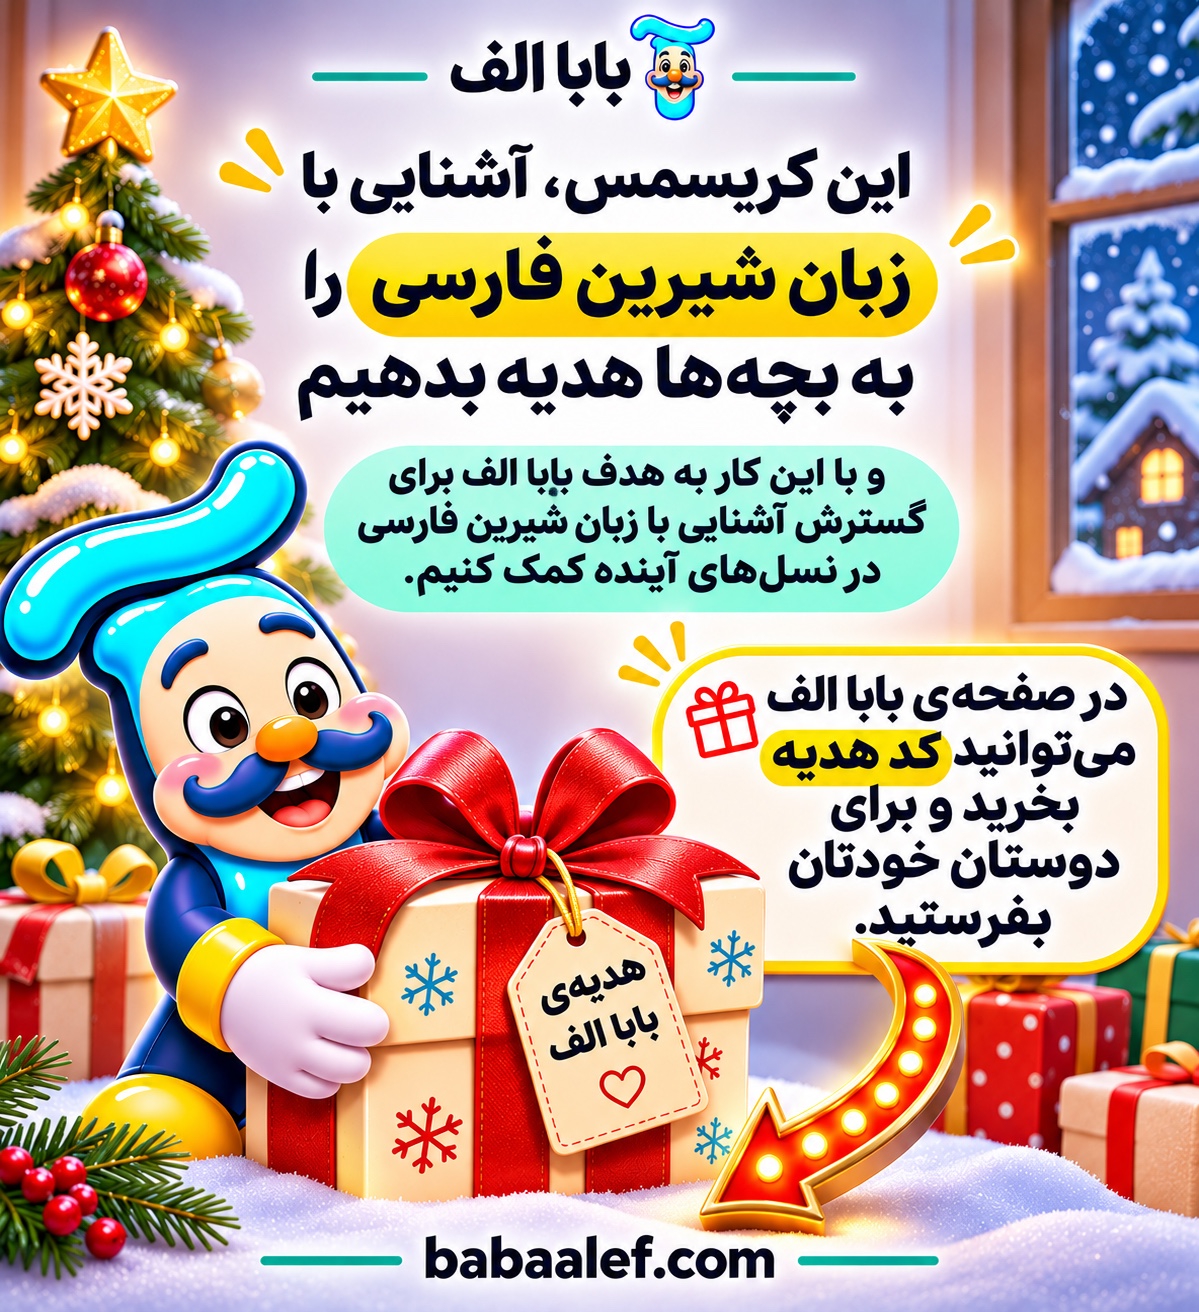 بابا الف
این کریسمس، آشنایی با
زبان شیرین فارسی را
به بچه‌ها هدیه بدهیم
و با این کار به هدف بابا الف برای
گسترش آشنایی با زبان شیرین فارسی
در نسل‌های آینده کمک کنیم.
در صفحه‌ی بابا الف
می‌توانید کد هدیه
بخرید و برای
دوستان خودتان
بفرستید.
هدیه‌ی
بابا الف
babaalef.com